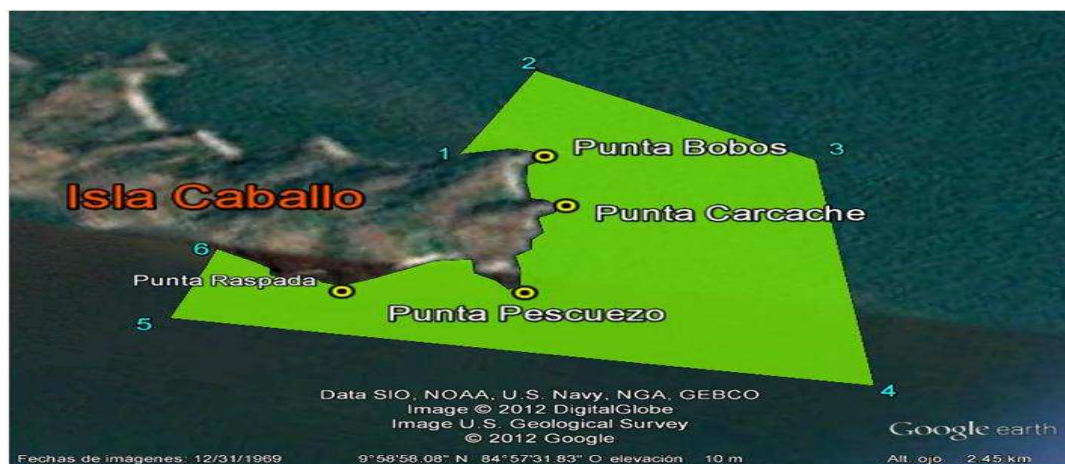 2
1
Punta Bobos
3
Isla Caballo
Punta Carcache
6
Punta Raspada
5
Punta Pescuezo
4
Data SIO, NOAA, U.S. Navy, NGA, GEBCO
Image © 2012 DigitalGlobe
Image U.S. Geological Survey
© 2012 Google
Google earth
Fechas de imágenes: 12/31/1969 9°58'58.08" N 84°57'31.83" O elevación 10 m Alt. ojo 2.45 km